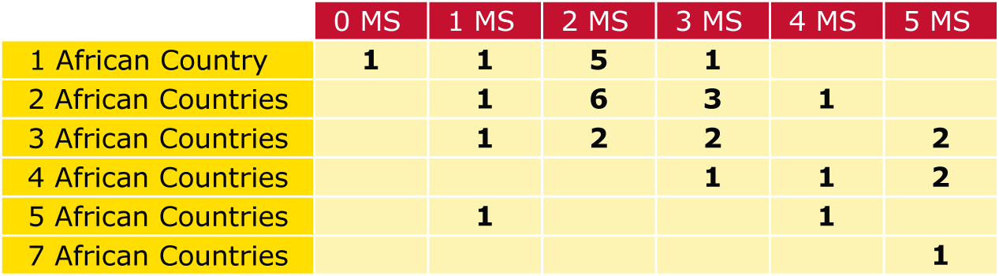 0 MS 1 MS 2 MS 3 MS 4 MS 5 MS
1 African Country 1 1 5 1
2 African Countries 1 6 3 1
3 African Countries 1 2 2 2
4 African Countries 1 1 2
5 African Countries 1 1
7 African Countries 1